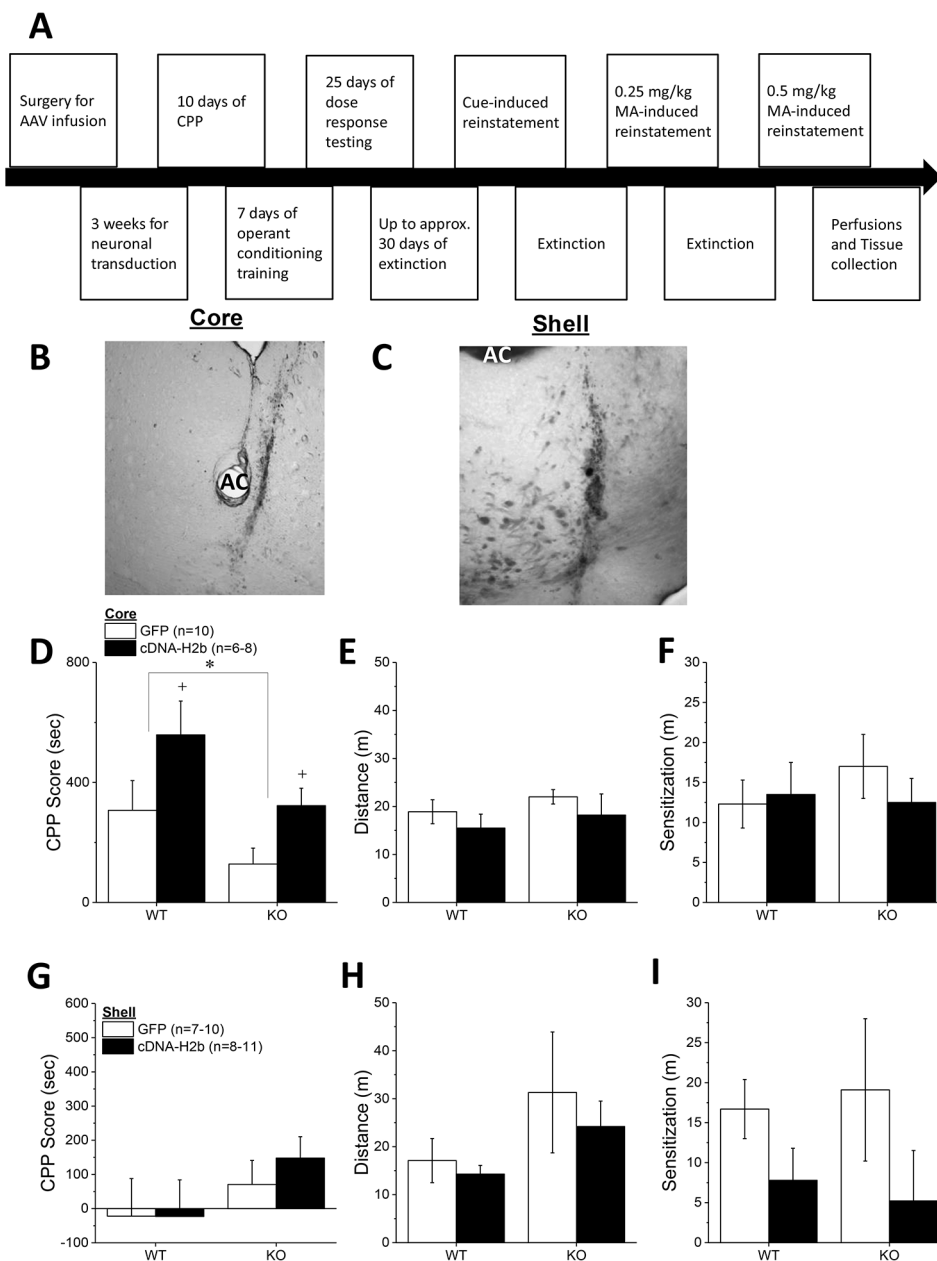 A
Surgery for
AAV infusion
10 days of
CPP
25 days of
dose
response
testing
Cue-induced
reinstatement
0.25 mg/kg
MA-induced
reinstatement
0.5 mg/kg
MA-induced
reinstatement
3 weeks for
neuronal
transduction
7 days of
operant
conditioning
training
Up to approx.
30 days of
extinction
Extinction
Extinction
Perfusions
and Tissue
collection
Core
Shell
B
AC
C
AC
Core
GFP (n=10)
cDNA-H2b (n=6-8)
D
CPP Score (sec)
800
400
0
*
+
+
WT
KO
E
Distance (m)
50
40
30
20
10
0
WT
KO
F
Sensitization (m)
30
25
20
15
10
5
0
WT
KO
G
Shell
GFP (n=7-10)
cDNA-H2b (n=8-11)
CPP Score (sec)
600
500
400
300
200
100
0
-100
WT
KO
H
Distance (m)
50
40
30
20
10
0
WT
KO
I
Sensitization (m)
30
25
20
15
10
5
0
WT
KO